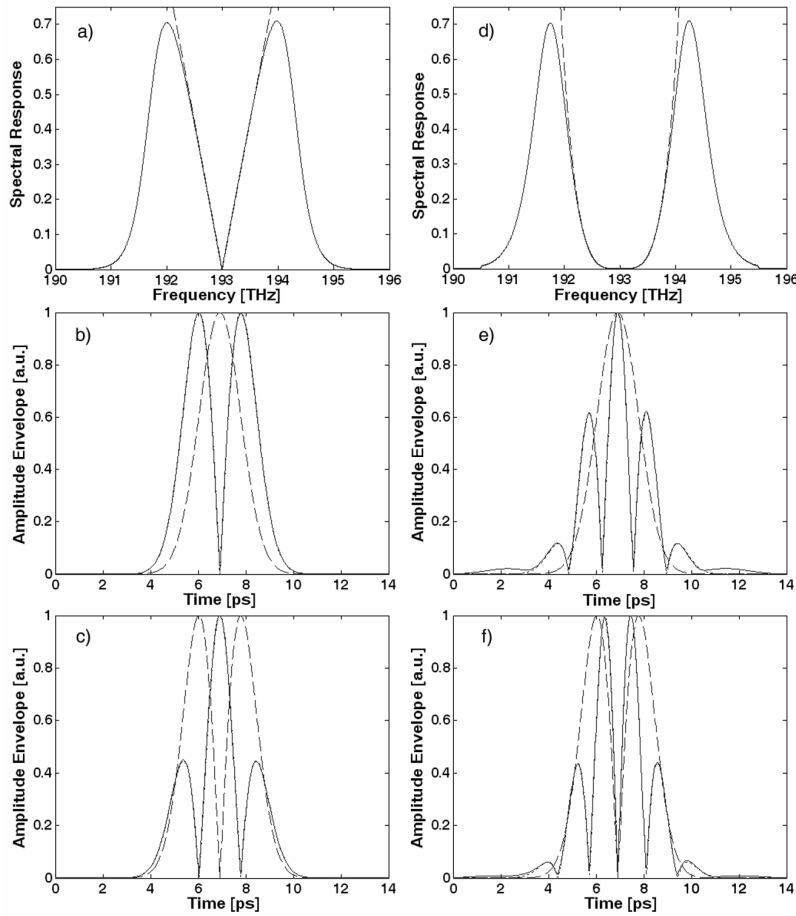 a)
0.7
0.6
0.5
0.4
0.3
0.2
0.1
0
Spectral Response
190 191 192 193 194 195 196
Frequency [THz]
d)
0.7
0.6
0.5
0.4
0.3
0.2
0.1
0
Spectral Response
190 191 192 193 194 195 196
Frequency [THz]
b)
1
0.8
0.6
0.4
0.2
0
Amplitude Envelope [a.u.]
0 2 4 6 8 10 12 14
Time [ps]
e)
1
0.8
0.6
0.4
0.2
0
Amplitude Envelope [a.u.]
0 2 4 6 8 10 12 14
Time [ps]
c)
1
0.8
0.6
0.4
0.2
0
Amplitude Envelope [a.u.]
0 2 4 6 8 10 12 14
Time [ps]
f)
1
0.8
0.6
0.4
0.2
0
Amplitude Envelope [a.u.]
0 2 4 6 8 10 12 14
Time [ps]